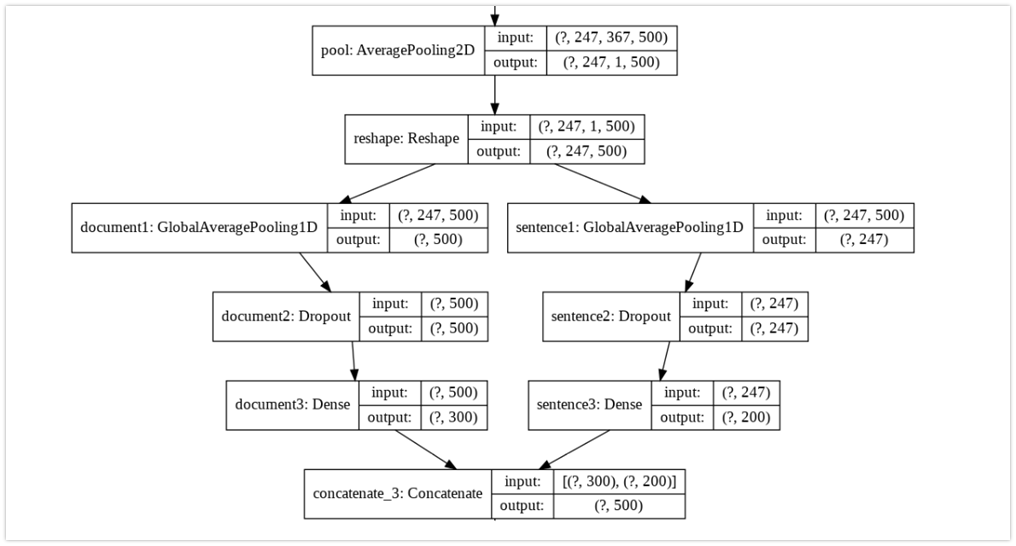 pool: AveragePooling2D
input: (?, 247, 367, 500)
output: (?, 247, 1, 500)
reshape: Reshape
input: (?, 247, 1, 500)
output: (?, 247, 500)
document1: GlobalAveragePooling1D
input: (?, 247, 500)
output: (?, 500)
sentence1: GlobalAveragePooling1D
input: (?, 247, 500)
output: (?, 247)
document2: Dropout
input: (?, 500)
output: (?, 500)
sentence2: Dropout
input: (?, 247)
output: (?, 247)
document3: Dense
input: (?, 500)
output: (?, 300)
sentence3: Dense
input: (?, 247)
output: (?, 200)
concatenate_3: Concatenate
input: [(?, 300), (?, 200)]
output: (?, 500)